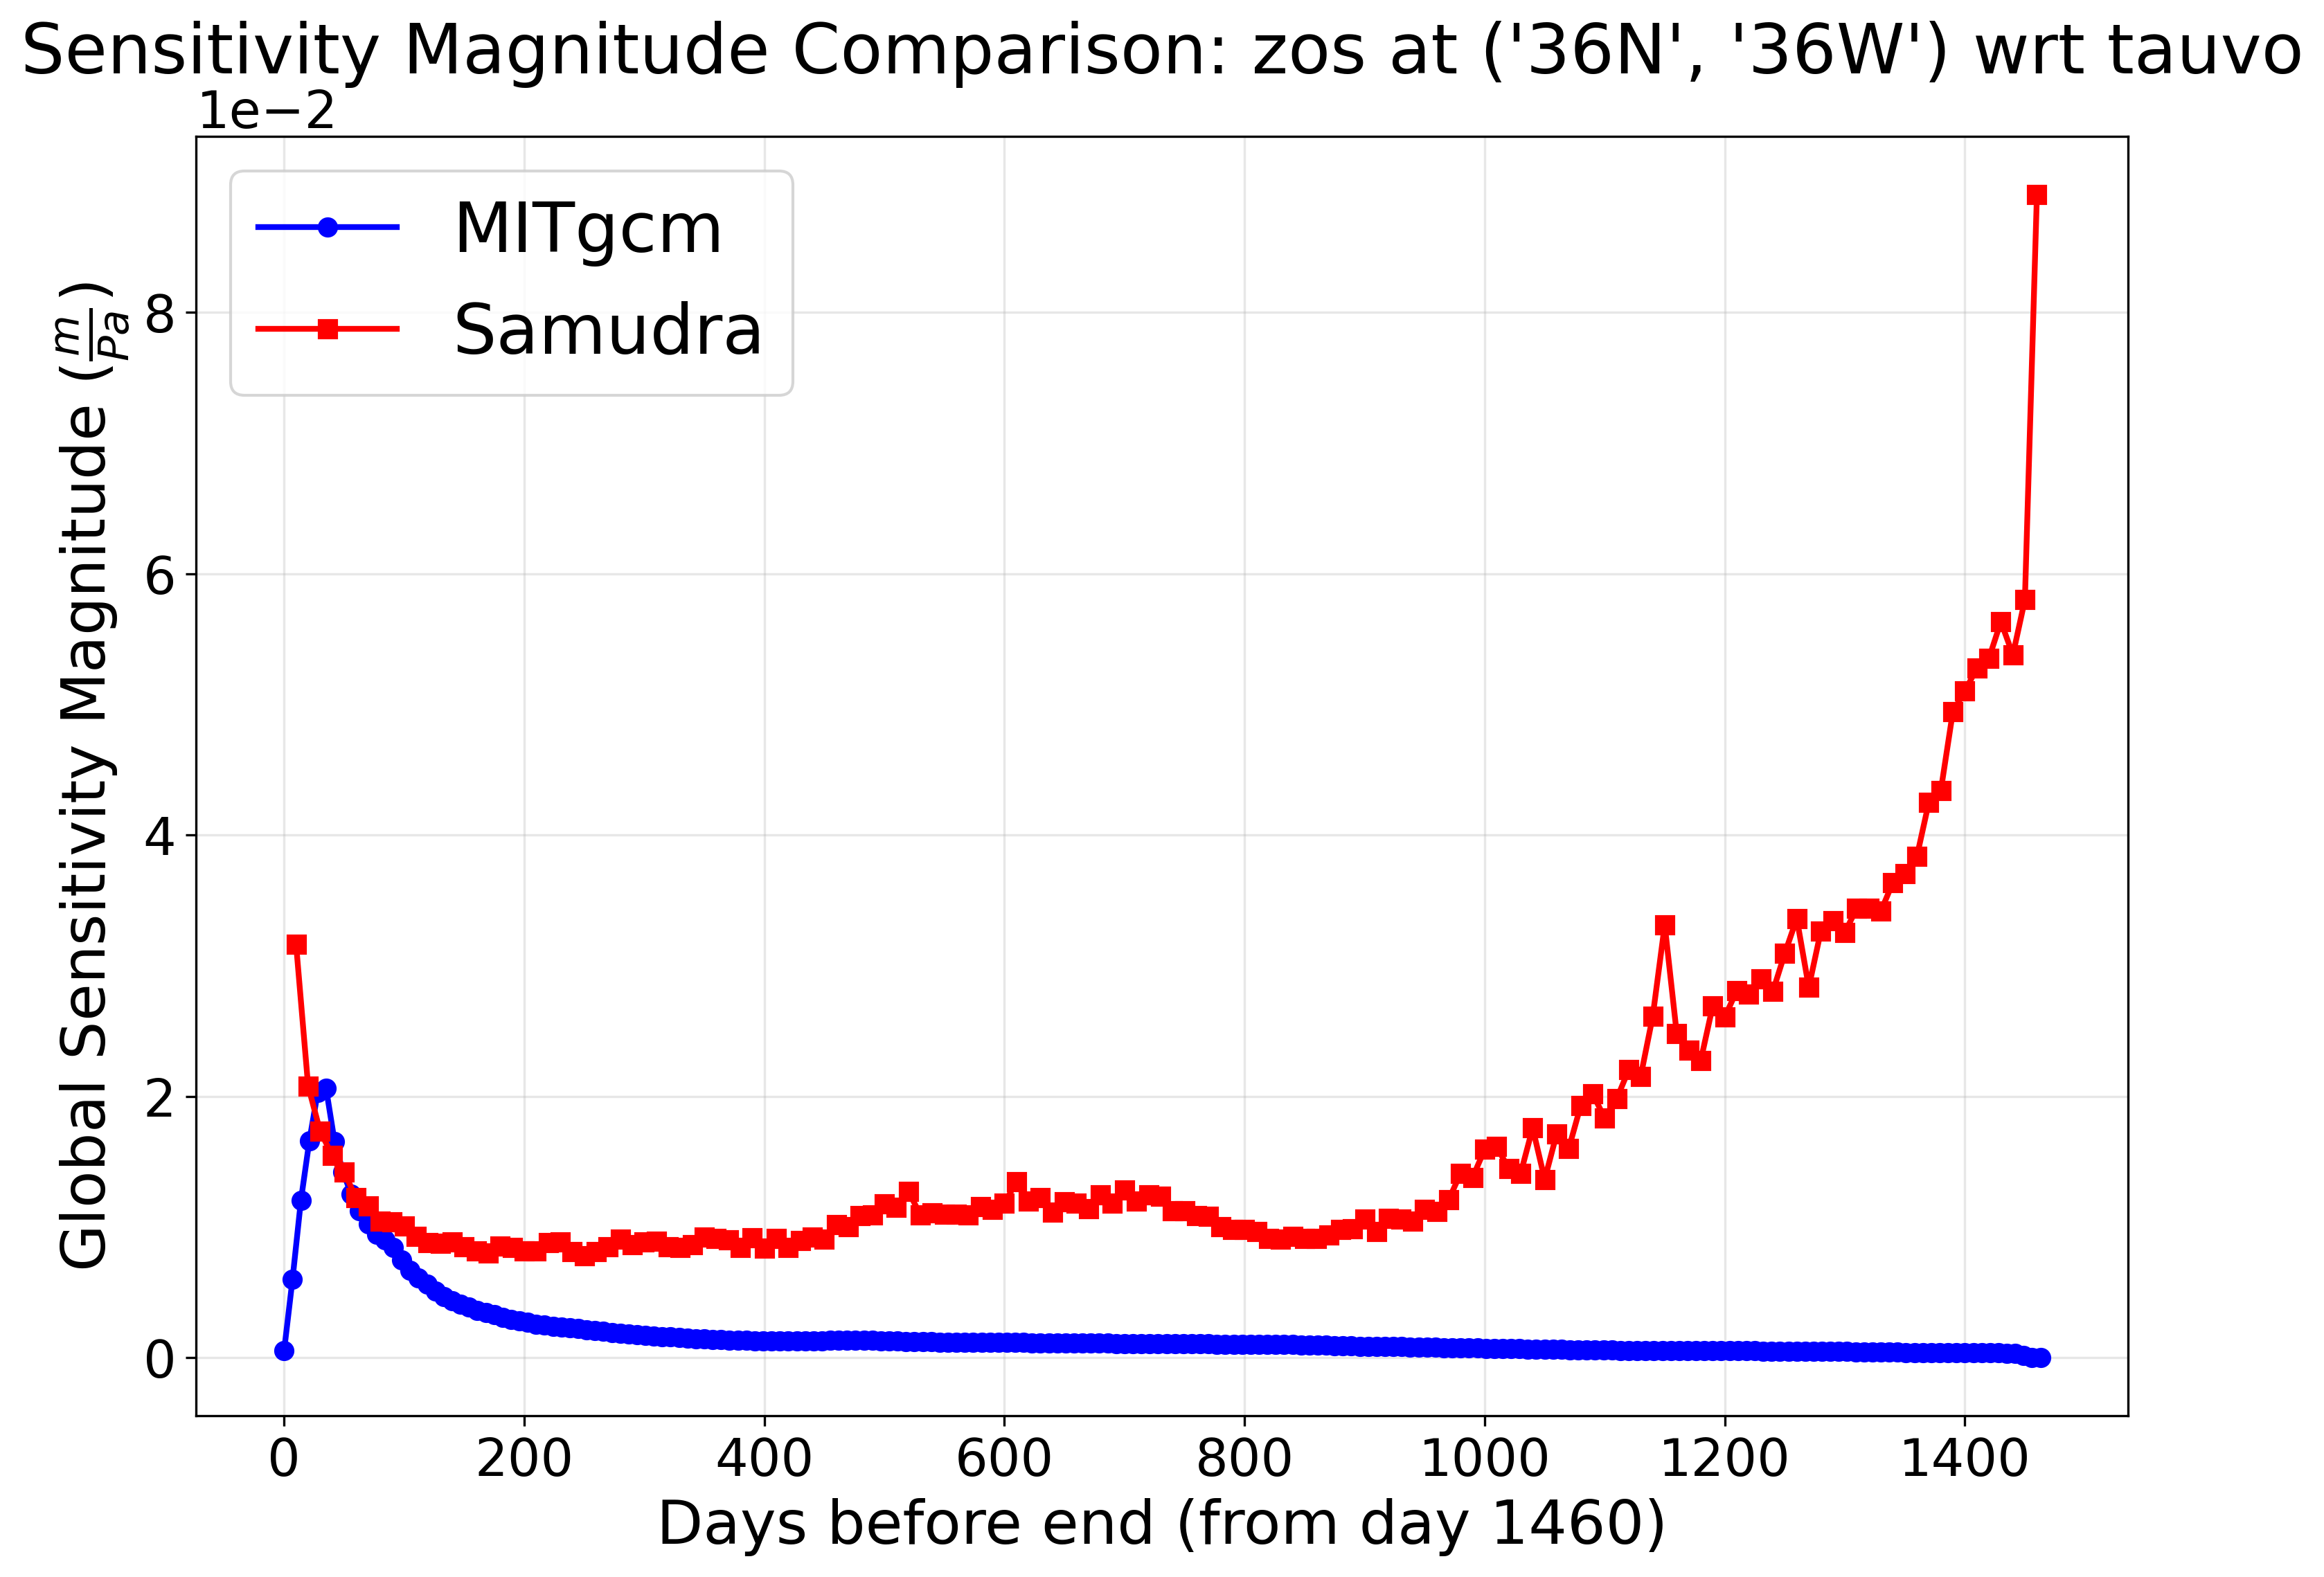 Sensitivity Magnitude Comparison: zos at ('36N', '36W') wrt tauvo
1e−2
MITgcm
Samudra
Global Sensitivity Magnitude (m/Pa)
8
6
4
2
0
0 200 400 600 800 1000 1200 1400
Days before end (from day 1460)